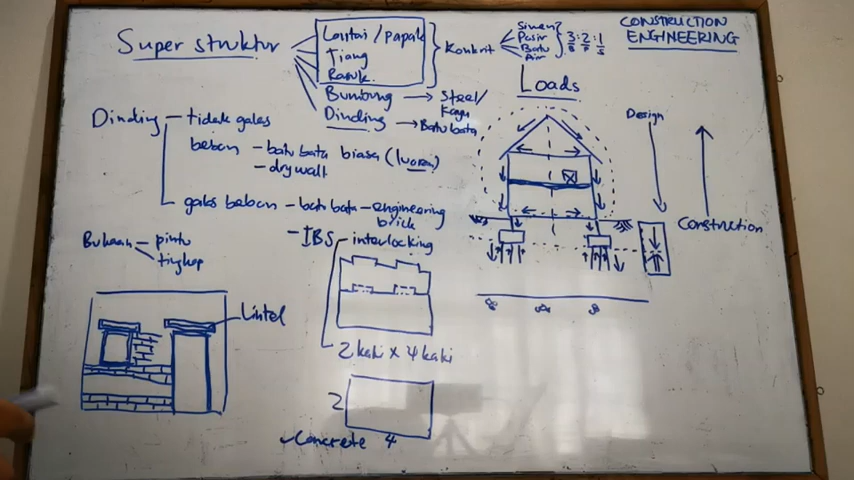 CONSTRUCTION
ENGINEERING
Super struktur
Lantai / papak
Tiang
Rasuk
Konkrit
Simen
Pasir
Batu
Air
3:2:1
Bumbung → Steel/
Kayu
Dinding → Batu bata
Loads
Dinding - tidak galas
beban - batu bata biasa (luaran)
- dry wall
galas beban - batu bata - engineering
brick
- IBS - interlocking
2 kaki x 4 kaki
2
4
Concrete
Bukaan - pintu
tingkap
Lintel
Design
Construction